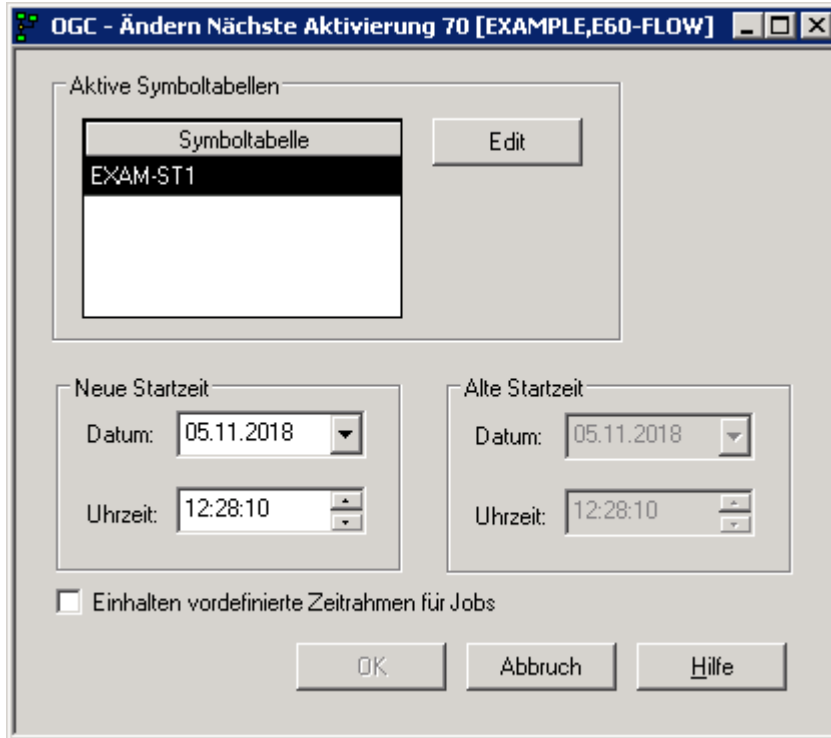 OGC - Ändern Nächste Aktivierung 70 [EXAMPLE,E60-FLOW]
Aktive Symboltabellen
Symboltabelle
Edit
EXAM-ST1
Neue Startzeit
Alte Startzeit
Datum: 05.11.2018
Datum: 05.11.2018
Uhrzeit: 12:28:10
Uhrzeit: 12:28:10
Einhalten vordefinierte Zeitrahmen für Jobs
OK
Abbruch
Hilfe